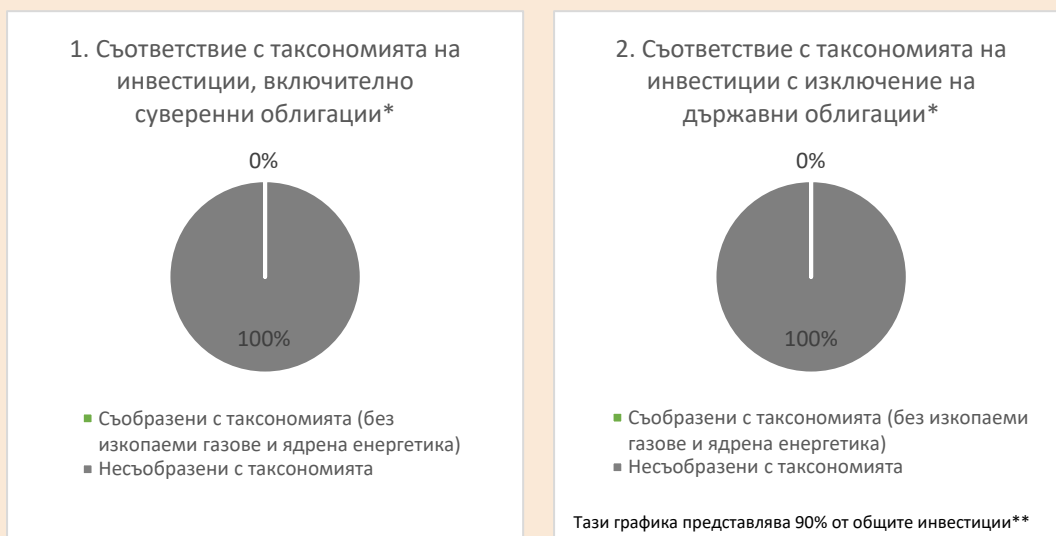 1. Съответствие с таксономията на
инвестиции, включително
суверенни облигации*
0%
100%
Съобразени с таксономията (без
изкопаеми газове и ядрена енергетика)
Несъобразени с таксономията
2. Съответствие с таксономията на
инвестиции с изключение на
държавни облигации*
0%
100%
Съобразени с таксономията (без изкопаеми
газове и ядрена енергетика)
Несъобразени с таксономията
Тази графика представлява 90% от общите инвестиции**